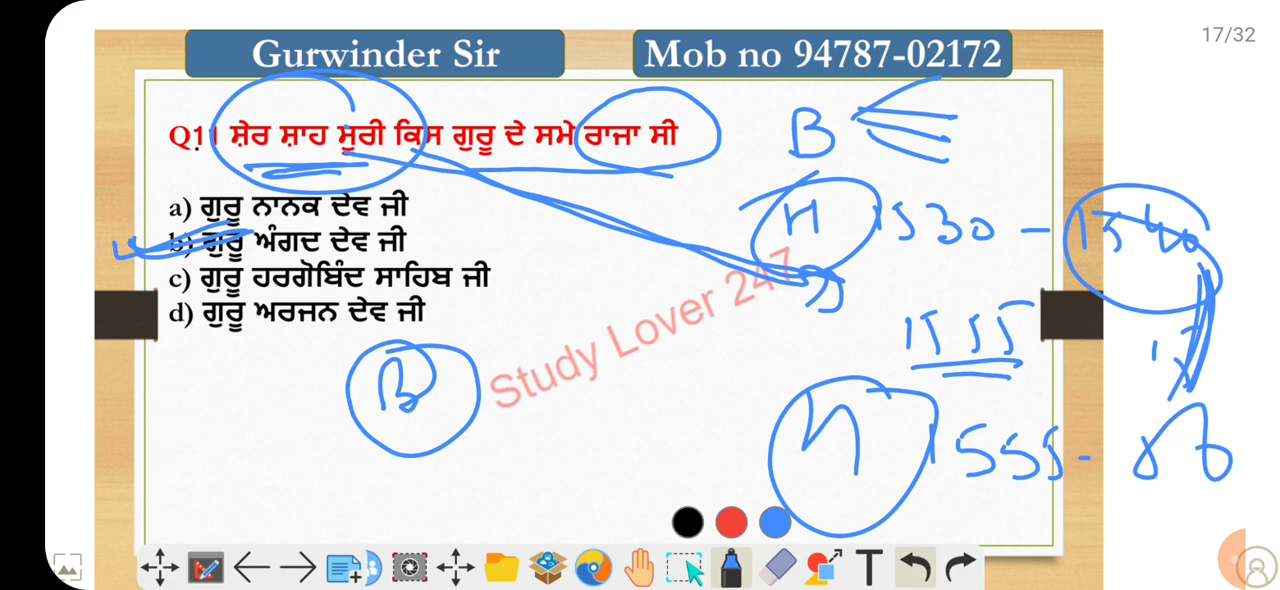 17/32
Gurwinder Sir
Mob no 94787-02172
Q1। ਸ਼ੇਰ ਸ਼ਾਹ ਸੂਰੀ ਕਿਸ ਗੁਰੂ ਦੇ ਸਮੇ ਰਾਜਾ ਸੀ
a) ਗੁਰੂ ਨਾਨਕ ਦੇਵ ਜੀ
b) ਗੁਰੂ ਅੰਗਦ ਦੇਵ ਜੀ
c) ਗੁਰੂ ਹਰਗੋਬਿੰਦ ਸਾਹਿਬ ਜੀ
d) ਗੁਰੂ ਅਰਜਨ ਦੇਵ ਜੀ
B
H 1530 - 1540
1555
H 1555 - 56
B
Study Lover 247
T